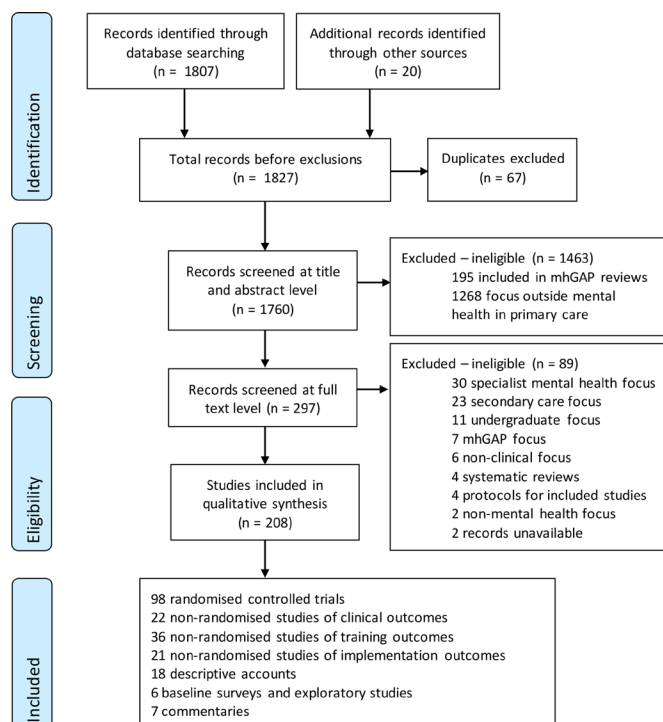 Records identified through
database searching
(n = 1807)
Additional records identified
through other sources
(n = 20)
Identification
Total records before exclusions
(n = 1827)
Duplicates excluded
(n = 67)
Screening
Records screened at title
and abstract level
(n = 1760)
Excluded – ineligible (n = 1463)
195 included in mhGAP reviews
1268 focus outside mental
health in primary care
Records screened at full
text level (n = 297)
Excluded – ineligible (n = 89)
30 specialist mental health focus
23 secondary care focus
11 undergraduate focus
7 mhGAP focus
6 non-clinical focus
4 systematic reviews
4 protocols for included studies
2 non-mental health focus
2 records unavailable
Eligibility
Studies included in
qualitative synthesis
(n = 208)
Included
98 randomised controlled trials
22 non-randomised studies of clinical outcomes
36 non-randomised studies of training outcomes
21 non-randomised studies of implementation outcomes
18 descriptive accounts
6 baseline surveys and exploratory studies
7 commentaries